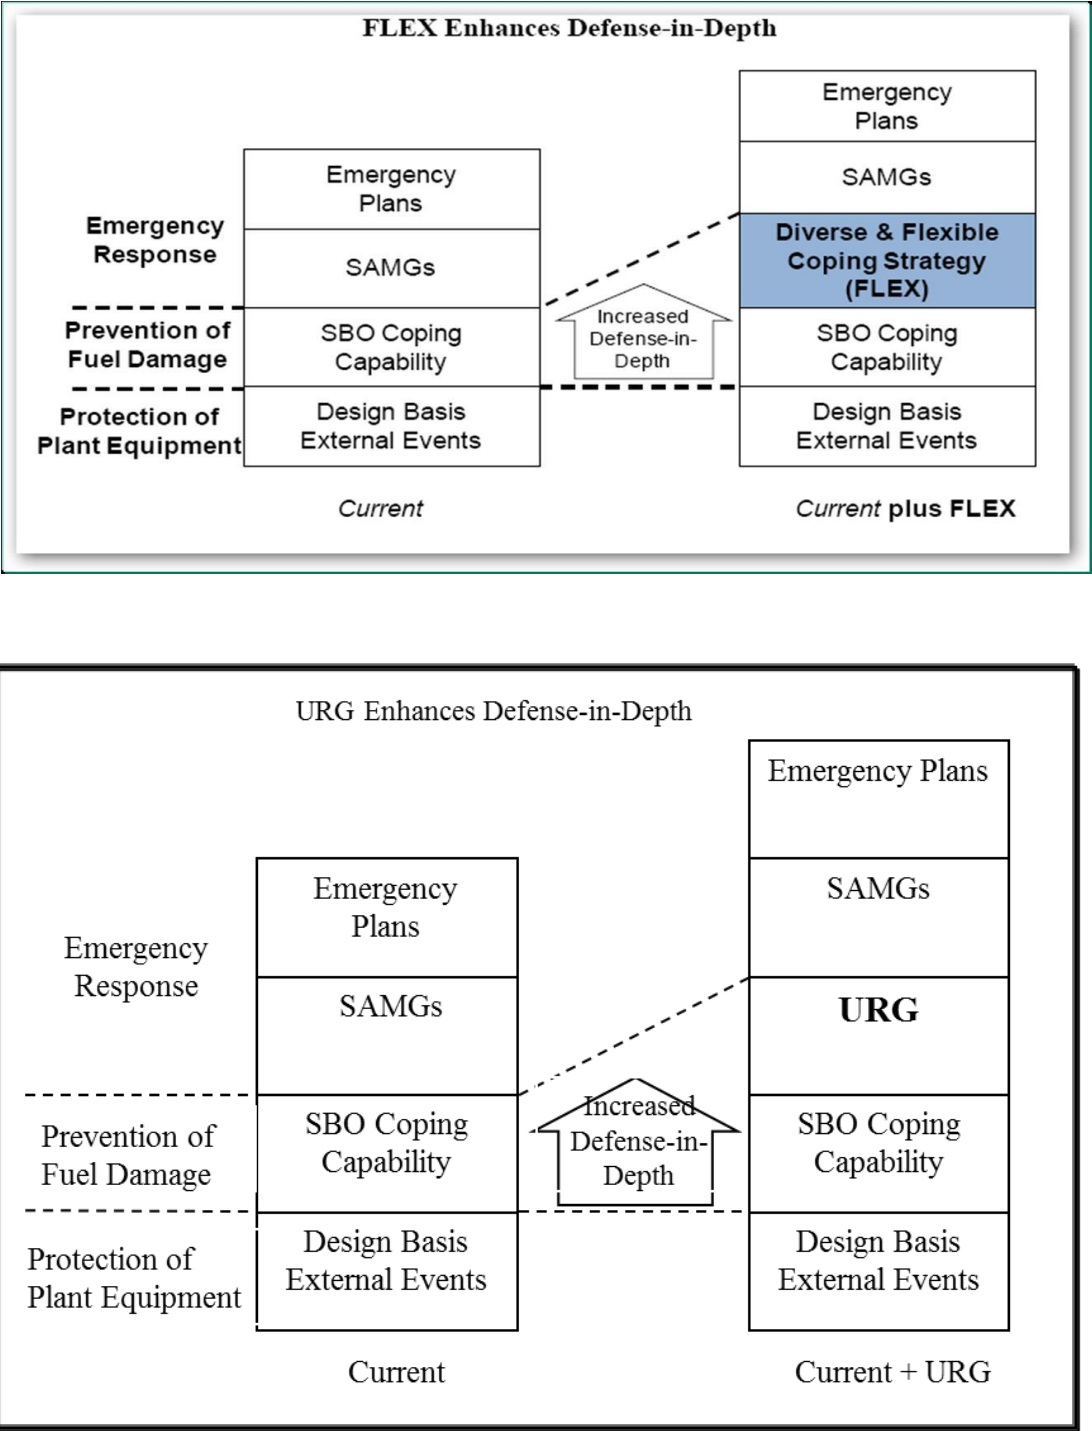 FLEX Enhances Defense-in-Depth
Emergency
Response
Prevention of
Fuel Damage
Protection of
Plant Equipment
Emergency
Plans
SAMGs
SBO Coping
Capability
Design Basis
External Events
Current
Increased
Defense-in-
Depth
Emergency
Plans
SAMGs
Diverse & Flexible
Coping Strategy
(FLEX)
SBO Coping
Capability
Design Basis
External Events
Current plus FLEX
URG Enhances Defense-in-Depth
Emergency
Response
Prevention of
Fuel Damage
Protection of
Plant Equipment
Emergency
Plans
SAMGs
SBO Coping
Capability
Design Basis
External Events
Current
Increased
Defense-in-
Depth
Emergency Plans
SAMGs
URG
SBO Coping
Capability
Design Basis
External Events
Current + URG